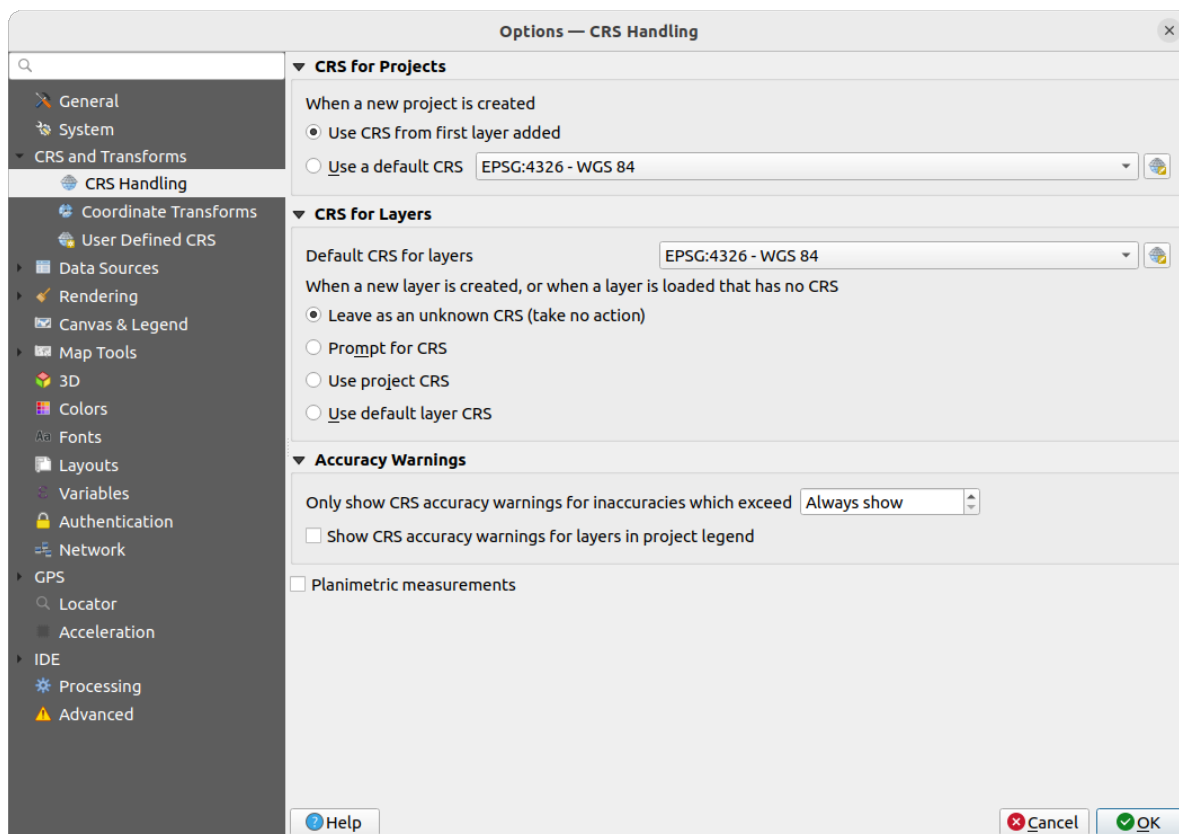 Options — CRS Handling
General
System
CRS and Transforms
CRS Handling
Coordinate Transforms
User Defined CRS
Data Sources
Rendering
Canvas & Legend
Map Tools
3D
Colors
Aa Fonts
Layouts
Variables
Authentication
Network
GPS
Locator
Acceleration
IDE
Processing
Advanced
CRS for Projects
When a new project is created
Use CRS from first layer added
Use a default CRS EPSG:4326 - WGS 84
CRS for Layers
Default CRS for layers EPSG:4326 - WGS 84
When a new layer is created, or when a layer is loaded that has no CRS
Leave as an unknown CRS (take no action)
Prompt for CRS
Use project CRS
Use default layer CRS
Accuracy Warnings
Only show CRS accuracy warnings for inaccuracies which exceed Always show
Show CRS accuracy warnings for layers in project legend
Planimetric measurements
Help Cancel OK